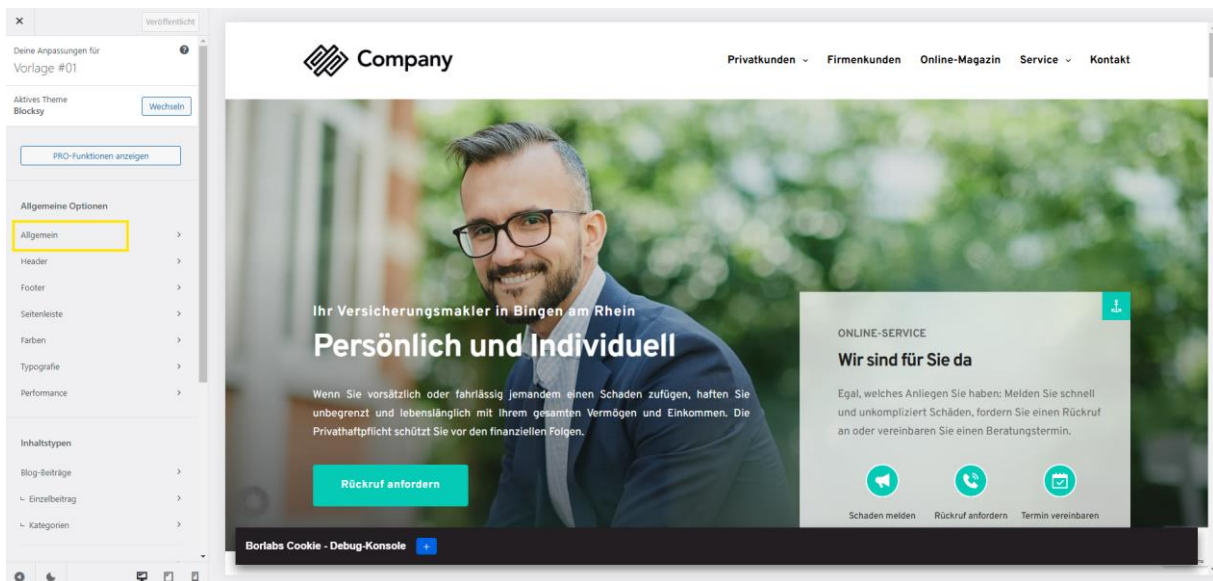 Veröffentlicht
Deine Anpassungen für
Vorlage #01
Aktives Theme
Blocksy
Wechseln
PRO-Funktionen anzeigen
Allgemeine Optionen
Allgemein
Header
Footer
Seitenleiste
Farben
Typografie
Performance
Inhaltstypen
Blog-Beiträge
Einzelbeitrag
Kategorien
Company
Privatkunden
Firmenkunden
Online-Magazin
Service
Kontakt
Ihr Versicherungsmakler in Bingen am Rhein
Persönlich und Individuell
Wenn Sie vorsätzlich oder fahrlässig jemandem einen Schaden zufügen, haften Sie
unbegrenzt und lebenslänglich mit Ihrem gesamten Vermögen und Einkommen. Die
Privathaftpflicht schützt Sie vor den finanziellen Folgen.
Rückruf anfordern
ONLINE-SERVICE
Wir sind für Sie da
Egal, welches Anliegen Sie haben: Melden Sie schnell
und unkompliziert Schäden, fordern Sie einen Rückruf
an oder vereinbaren Sie einen Beratungstermin.
Schaden melden
Rückruf anfordern
Termin vereinbaren
Borlabs Cookie - Debug-Konsole
+